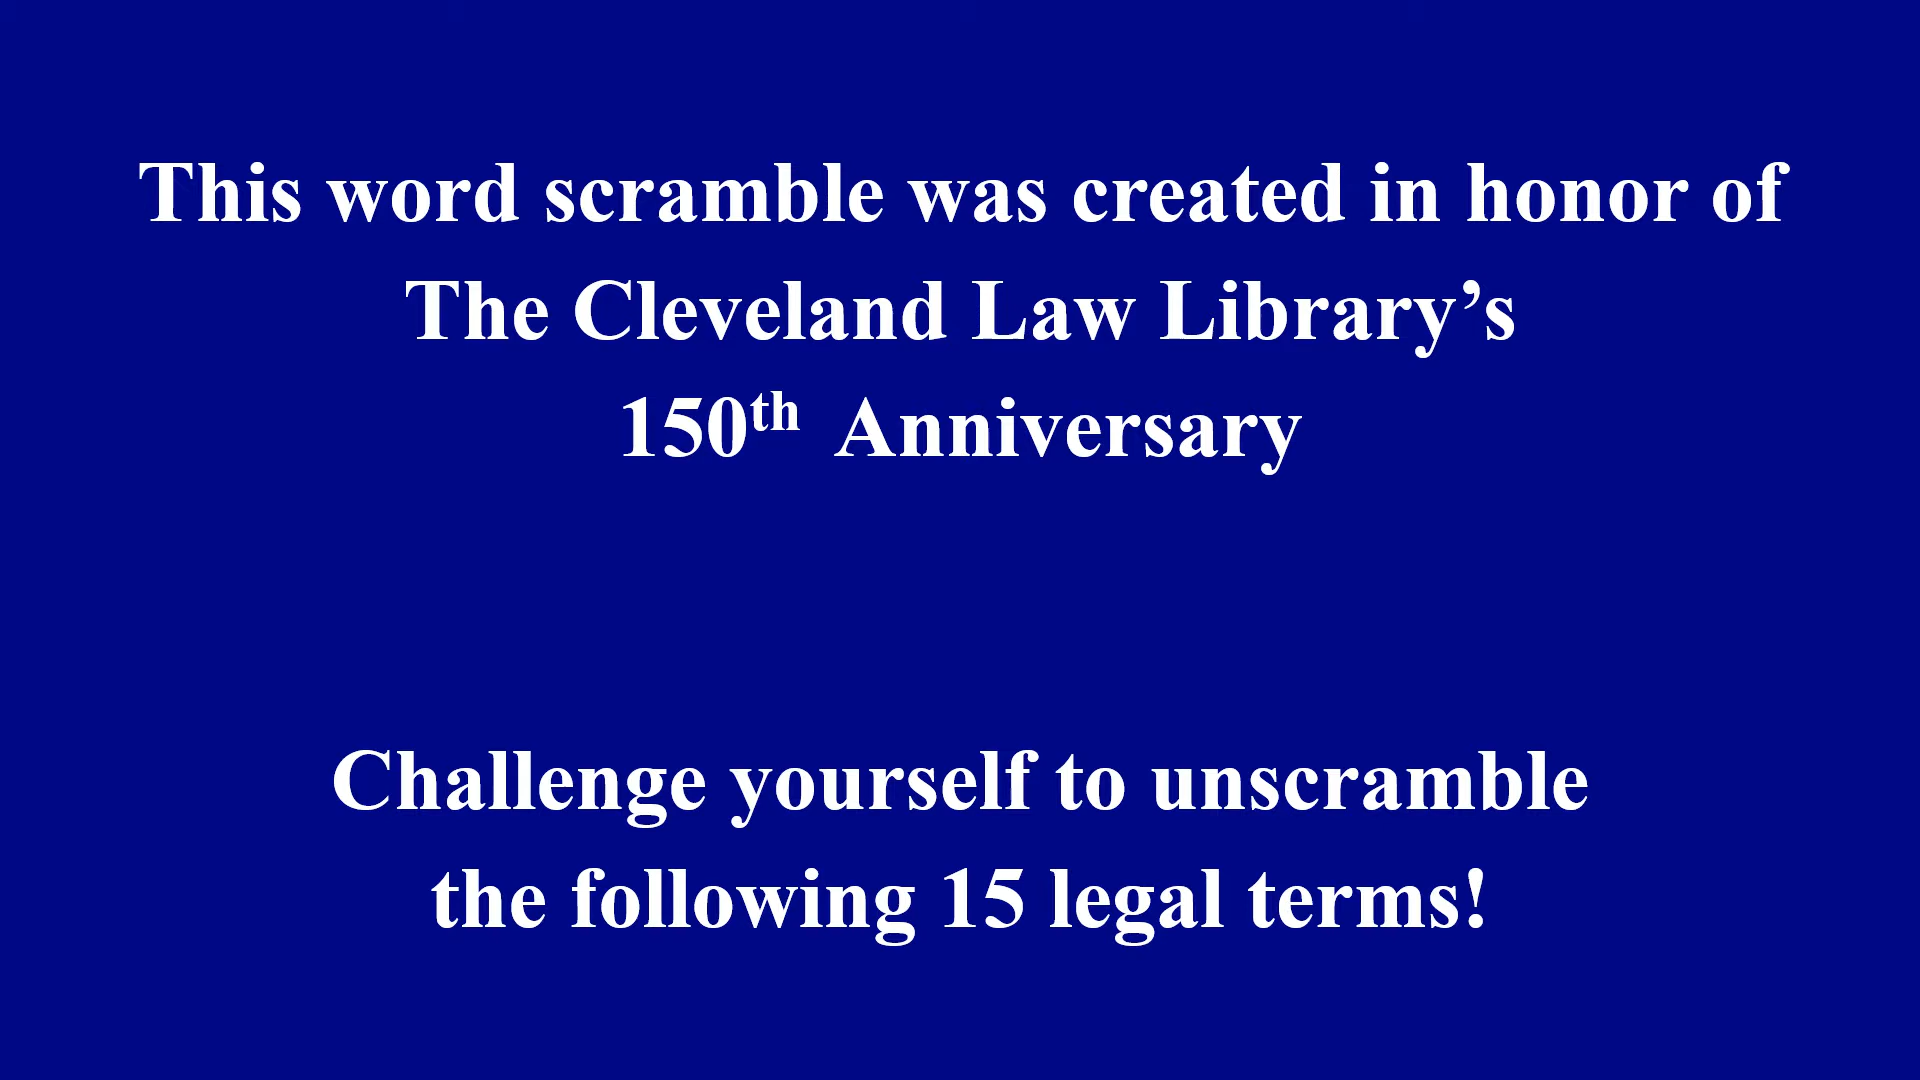 This word scramble was created in honor of
The Cleveland Law Library’s
150th Anniversary
Challenge yourself to unscramble
the following 15 legal terms!